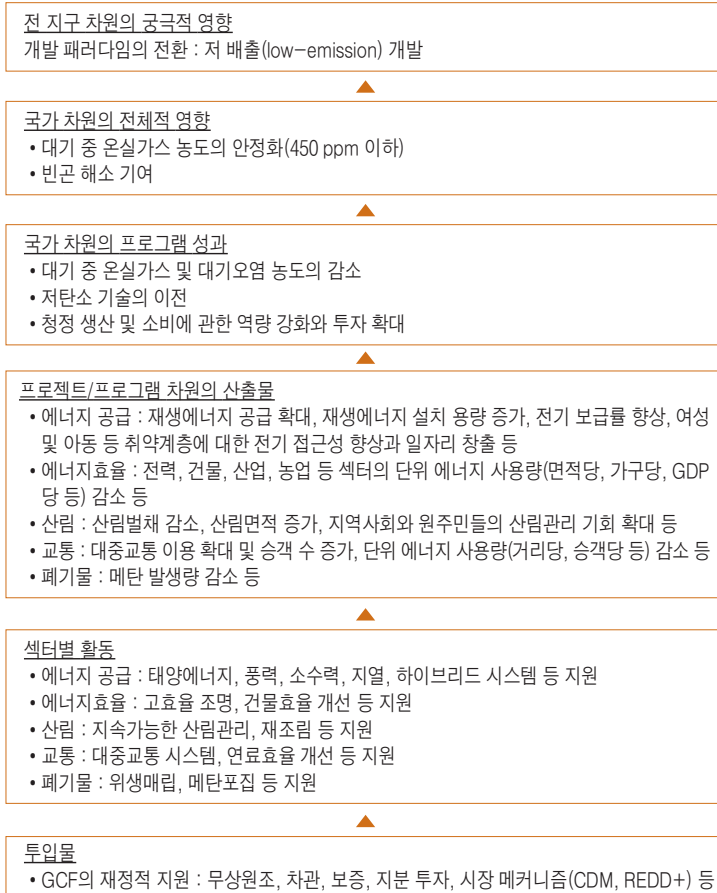 전 지구 차원의 궁극적 영향
개발 패러다임의 전환 : 저 배출(low-emission) 개발
국가 차원의 전체적 영향
• 대기 중 온실가스 농도의 안정화(450 ppm 이하)
• 빈곤 해소 기여
국가 차원의 프로그램 성과
• 대기 중 온실가스 및 대기오염 농도의 감소
• 저탄소 기술의 이전
• 청정 생산 및 소비에 관한 역량 강화와 투자 확대
프로젝트/프로그램 차원의 산출물
• 에너지 공급 : 재생에너지 공급 확대, 재생에너지 설치 용량 증가, 전기 보급률 향상, 여성
및 아동 등 취약계층에 대한 전기 접근성 향상과 일자리 창출 등
• 에너지효율 : 전력, 건물, 산업, 농업 등 섹터의 단위 에너지 사용량(면적당, 가구당, GDP
당 등) 감소 등
• 산림 : 산림벌채 감소, 산림면적 증가, 지역사회와 원주민들의 산림관리 기회 확대 등
• 교통 : 대중교통 이용 확대 및 승객 수 증가, 단위 에너지 사용량(거리당, 승객당 등) 감소 등
• 폐기물 : 메탄 발생량 감소 등
섹터별 활동
• 에너지 공급 : 태양에너지, 풍력, 소수력, 지열, 하이브리드 시스템 등 지원
• 에너지효율 : 고효율 조명, 건물효율 개선 등 지원
• 산림 : 지속가능한 산림관리, 재조림 등 지원
• 교통 : 대중교통 시스템, 연료효율 개선 등 지원
• 폐기물 : 위생매립, 메탄포집 등 지원
투입물
• GCF의 재정적 지원 : 무상원조, 차관, 보증, 지분 투자, 시장 메커니즘(CDM, REDD+) 등